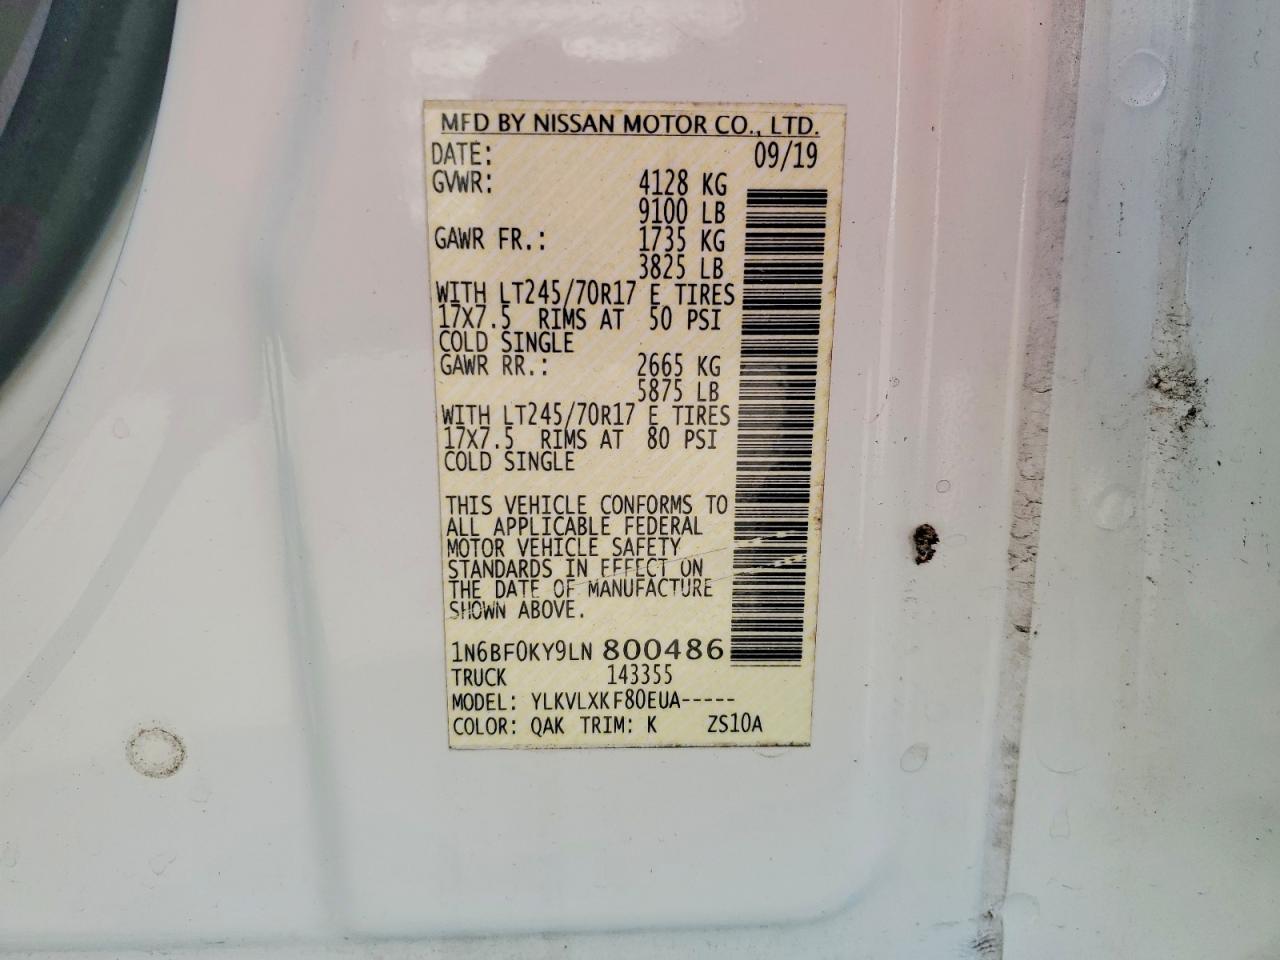 MFD BY NISSAN MOTOR CO., LTD.
DATE: 09/19
GVWR: 4128 KG
9100 LB
GAWR FR.: 1735 KG
3825 LB
WITH LT245/70R17 E TIRES
17X7.5 RIMS AT 50 PSI
COLD SINGLE
GAWR RR.: 2665 KG
5875 LB
WITH LT245/70R17 E TIRES
17X7.5 RIMS AT 80 PSI
COLD SINGLE
THIS VEHICLE CONFORMS TO
ALL APPLICABLE FEDERAL
MOTOR VEHICLE SAFETY
STANDARDS IN EFFECT ON
THE DATE OF MANUFACTURE
SHOWN ABOVE.
1N6BF0KY9LN800486
TRUCK 143355
MODEL: YLKVLXKF80EUA-----
COLOR: QAK TRIM: K ZS10A